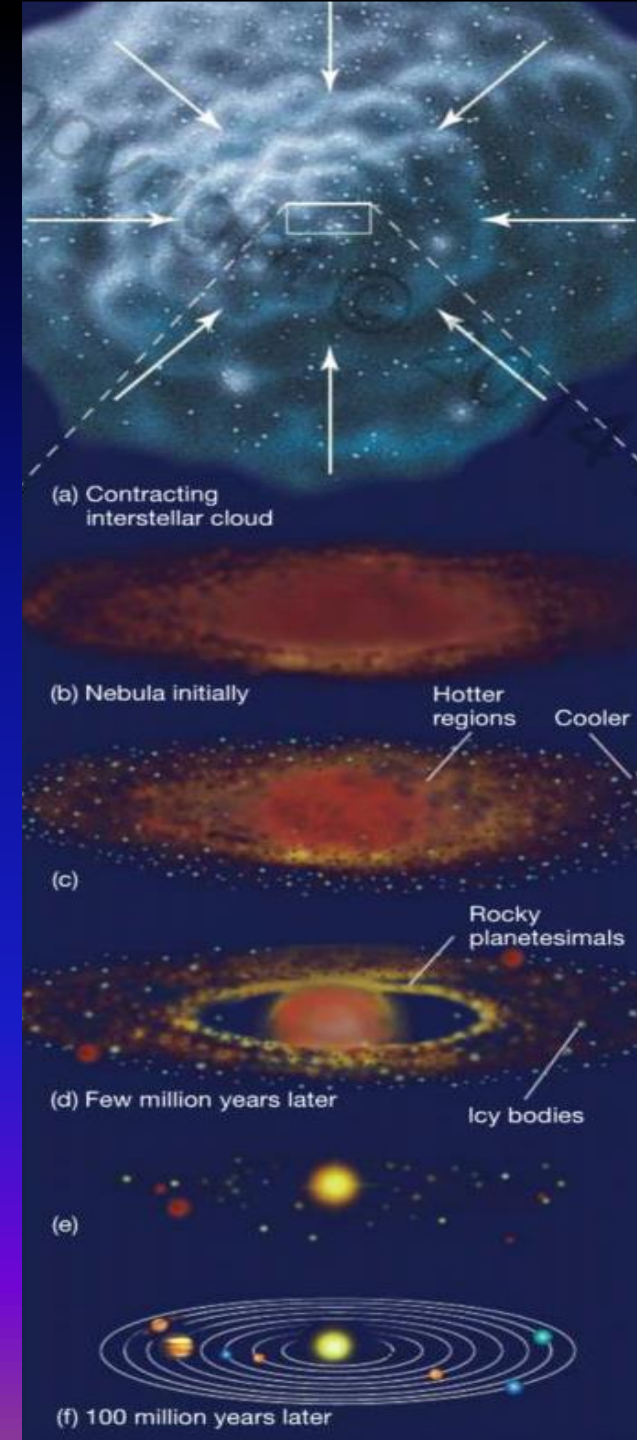 (a) Contracting
interstellar cloud
(b) Nebula initially
Hotter
regions
Cooler
(c)
Rocky
planetesimals
(d) Few million years later
Icy bodies
(e)
(f) 100 million years later